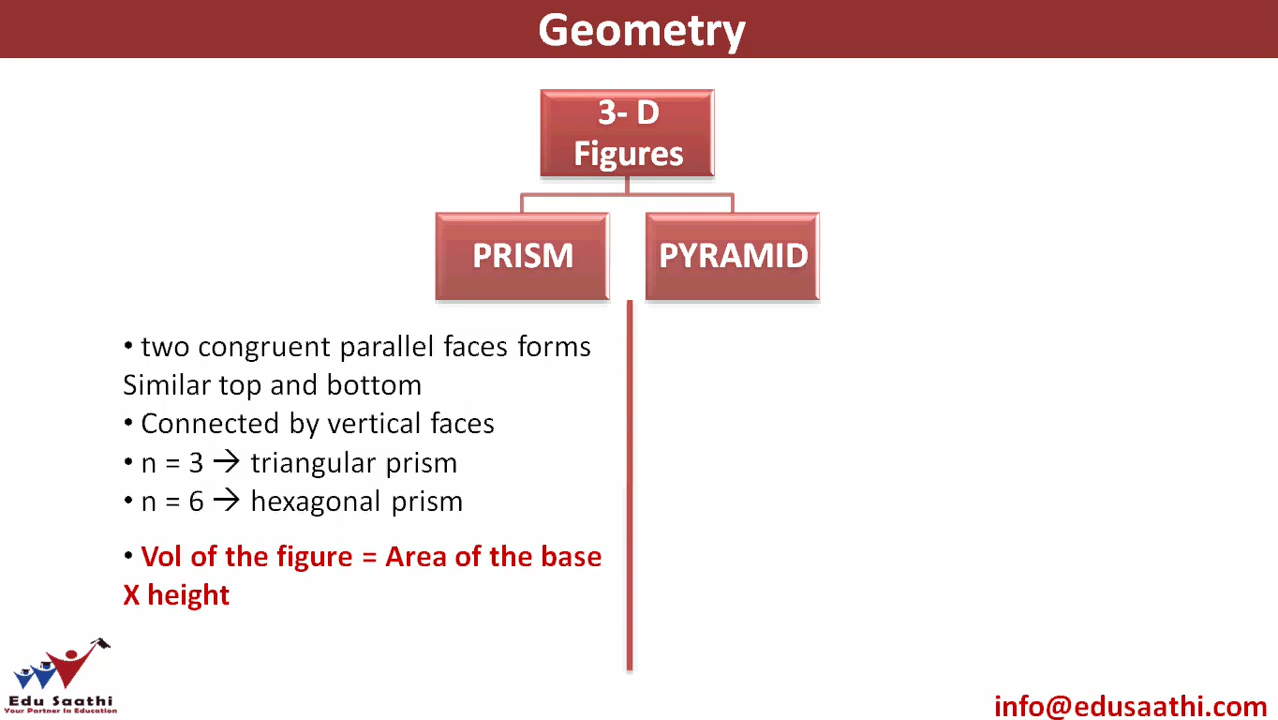 Geometry
3- D
Figures
PRISM
PYRAMID
• two congruent parallel faces forms
Similar top and bottom
• Connected by vertical faces
• n = 3 → triangular prism
• n = 6 → hexagonal prism
• Vol of the figure = Area of the base
X height
Edu Saathi
Your Partner In Education
info@edusaathi.com